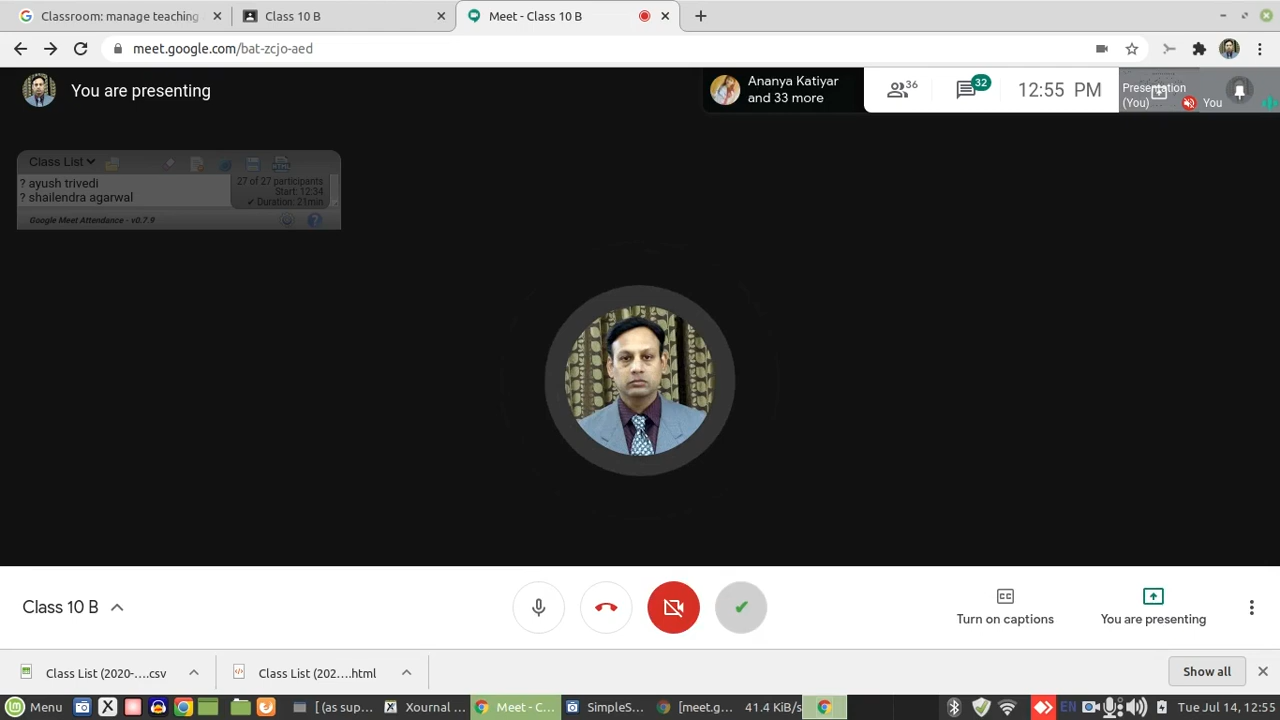 Classroom: manage teaching
Class 10 B
Meet - Class 10 B
meet.google.com/bat-zcjo-aed
You are presenting
Ananya Katiyar
and 33 more
36
32
12:55 PM
Presentation
(You)
You
Class List
? ayush trivedi
? shailendra agarwal
27 of 27 participants
Start: 12:34
✔ Duration: 21min
Google Meet Attendance - v0.7.9
Class 10 B
Turn on captions
You are presenting
Class List (2020-....csv
Class List (202....html
Show all
Menu
[ (as sup...
Xournal ...
Meet - C...
SimpleS...
[meet.g...
41.4 KiB/s
EN
Tue Jul 14, 12:55